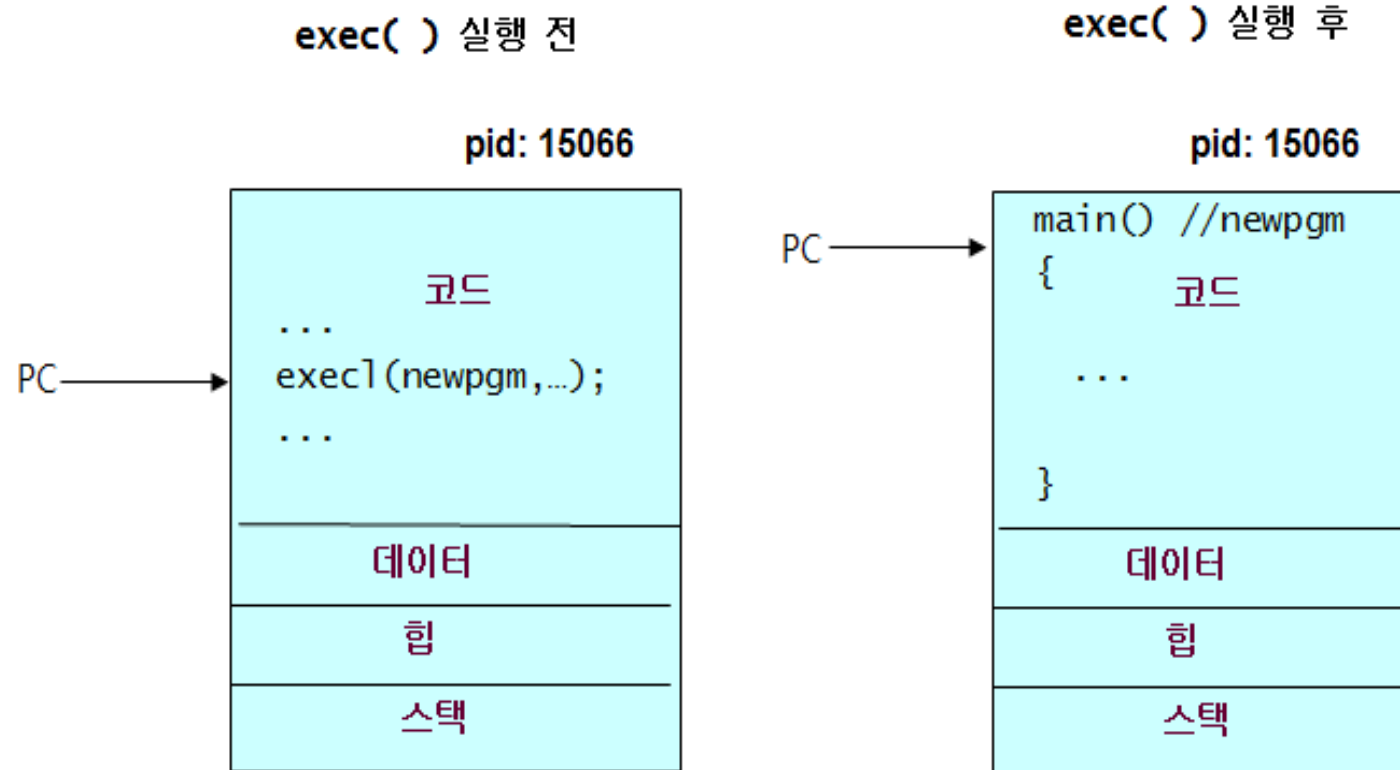 exec( ) 실행 전
pid: 15066
코드
...
PC
execl(newpgm,…);
...
데이터
힙
스택
exec( ) 실행 후
pid: 15066
main() //newpgm
PC
{
코드
...
}
데이터
힙
스택